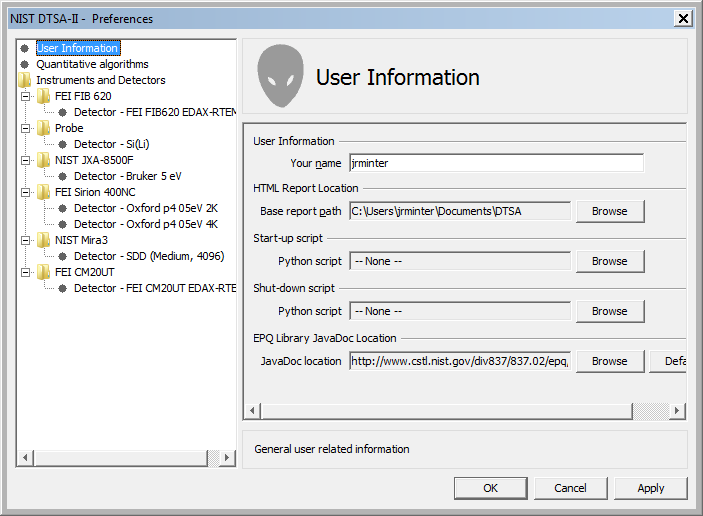 NIST DTSA-II - Preferences
User Information
Quantitative algorithms
Instruments and Detectors
FEI FIB 620
Detector - FEI FIB620 EDAX-RTEM
Probe
Detector - Si(Li)
NIST JXA-8500F
Detector - Bruker 5 eV
FEI Sirion 400NC
Detector - Oxford p4 05eV 2K
Detector - Oxford p4 05eV 4K
NIST Mira3
Detector - SDD (Medium, 4096)
FEI CM20UT
Detector - FEI CM20UT EDAX-RTE
User Information
User Information
Your name jrminter
HTML Report Location
Base report path C:\Users\jrminter\Documents\DTSA Browse
Start-up script
Python script -- None -- Browse
Shut-down script
Python script -- None -- Browse
EPQ Library JavaDoc Location
JavaDoc location http://www.cstl.nist.gov/div837/837.02/epq, Browse Defa
General user related information
OK Cancel Apply